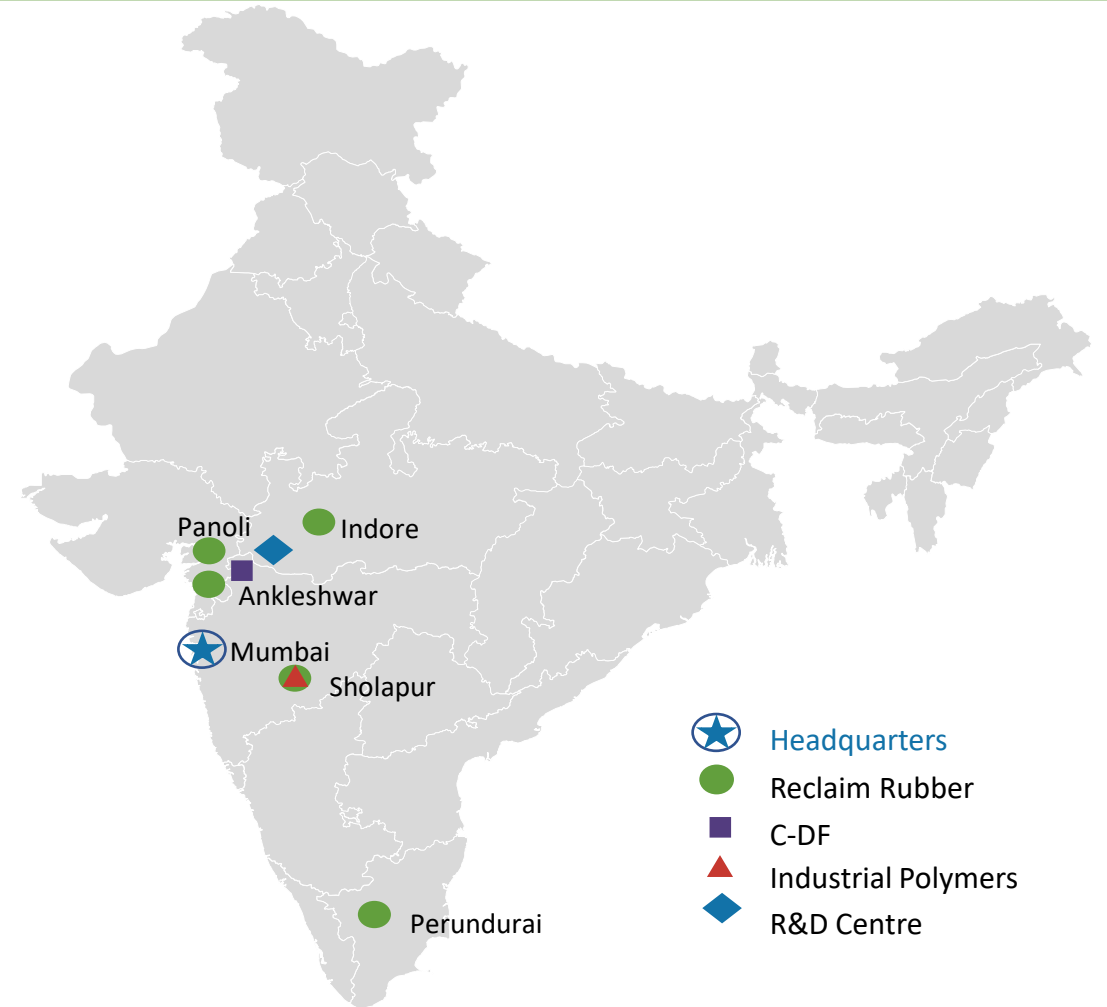 Panoli
Indore
Ankleshwar
Mumbai
Sholapur
Perundurai
Headquarters
Reclaim Rubber
C-DF
Industrial Polymers
R&D Centre